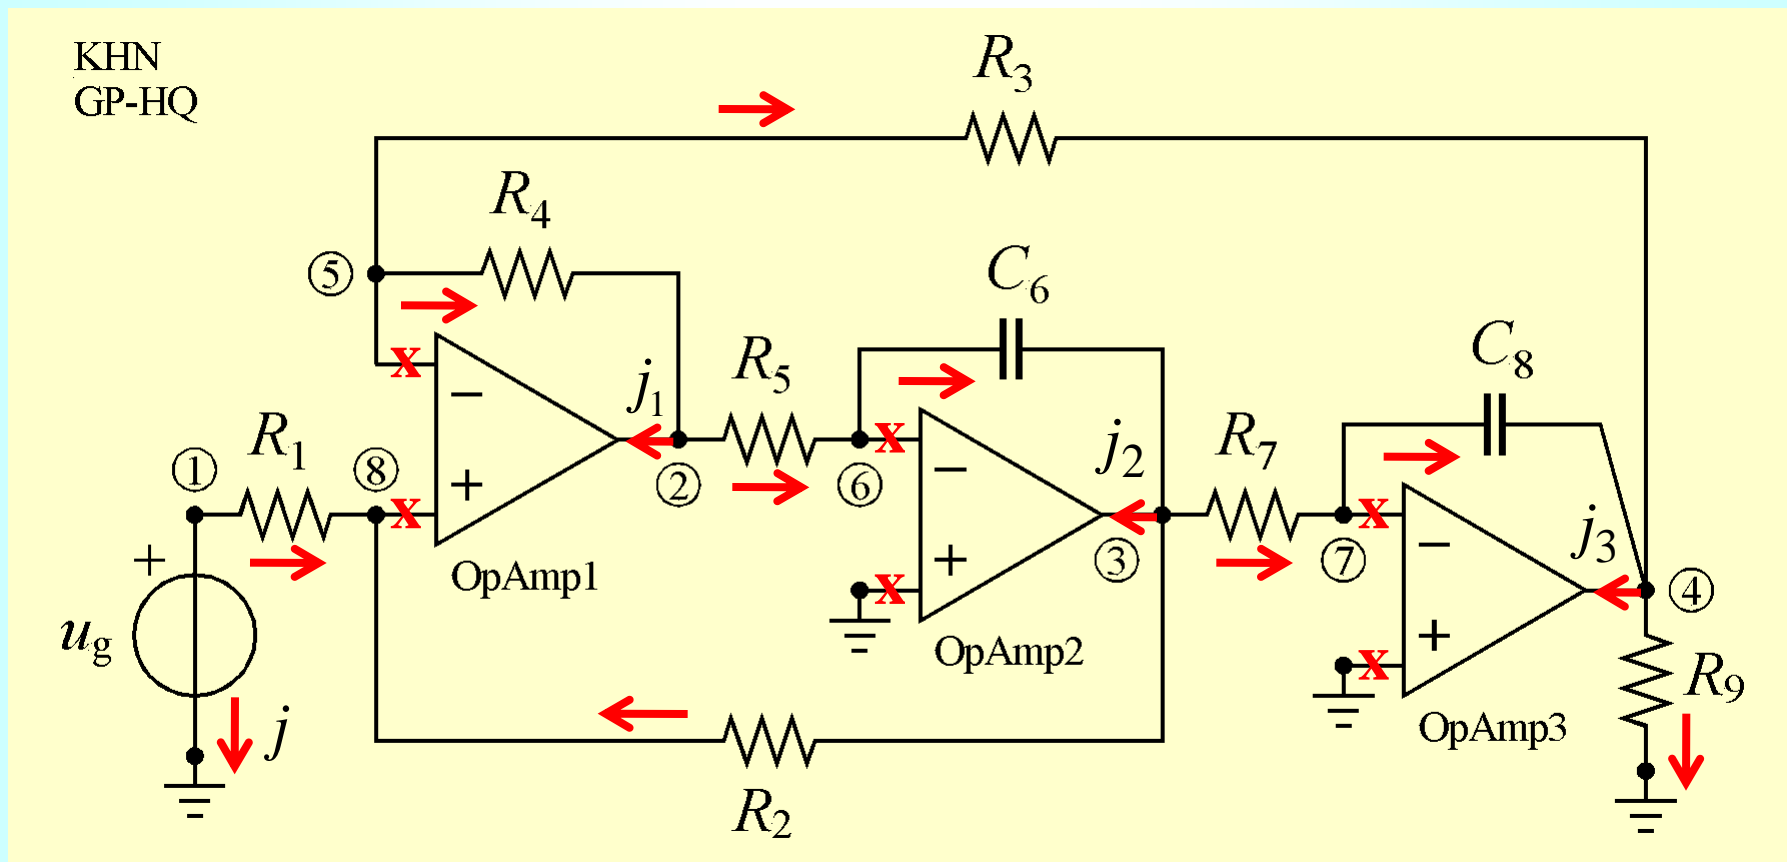 KHN
GP-HQ
R3
R4
5
C6
C8
j1
R5
R1
1
8
−
+
2
6
j2
R7
−
+
3
7
j3
−
+
4
OpAmp1
OpAmp2
OpAmp3
+
ug
j
R9
R2
x
x
x
x
x
x